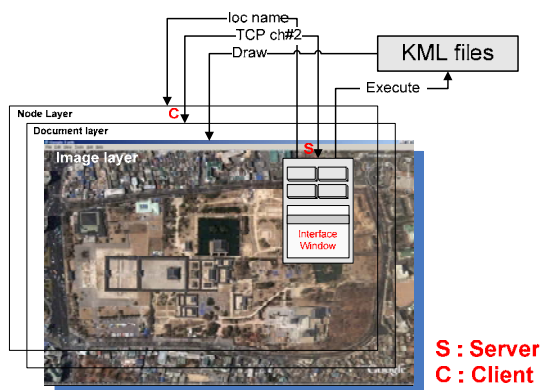 loc name
TCP ch#2
Draw
KML files
Execute
Node Layer
C
Document layer
S
Image layer
Interface
Window
Google
S : Server
C : Client